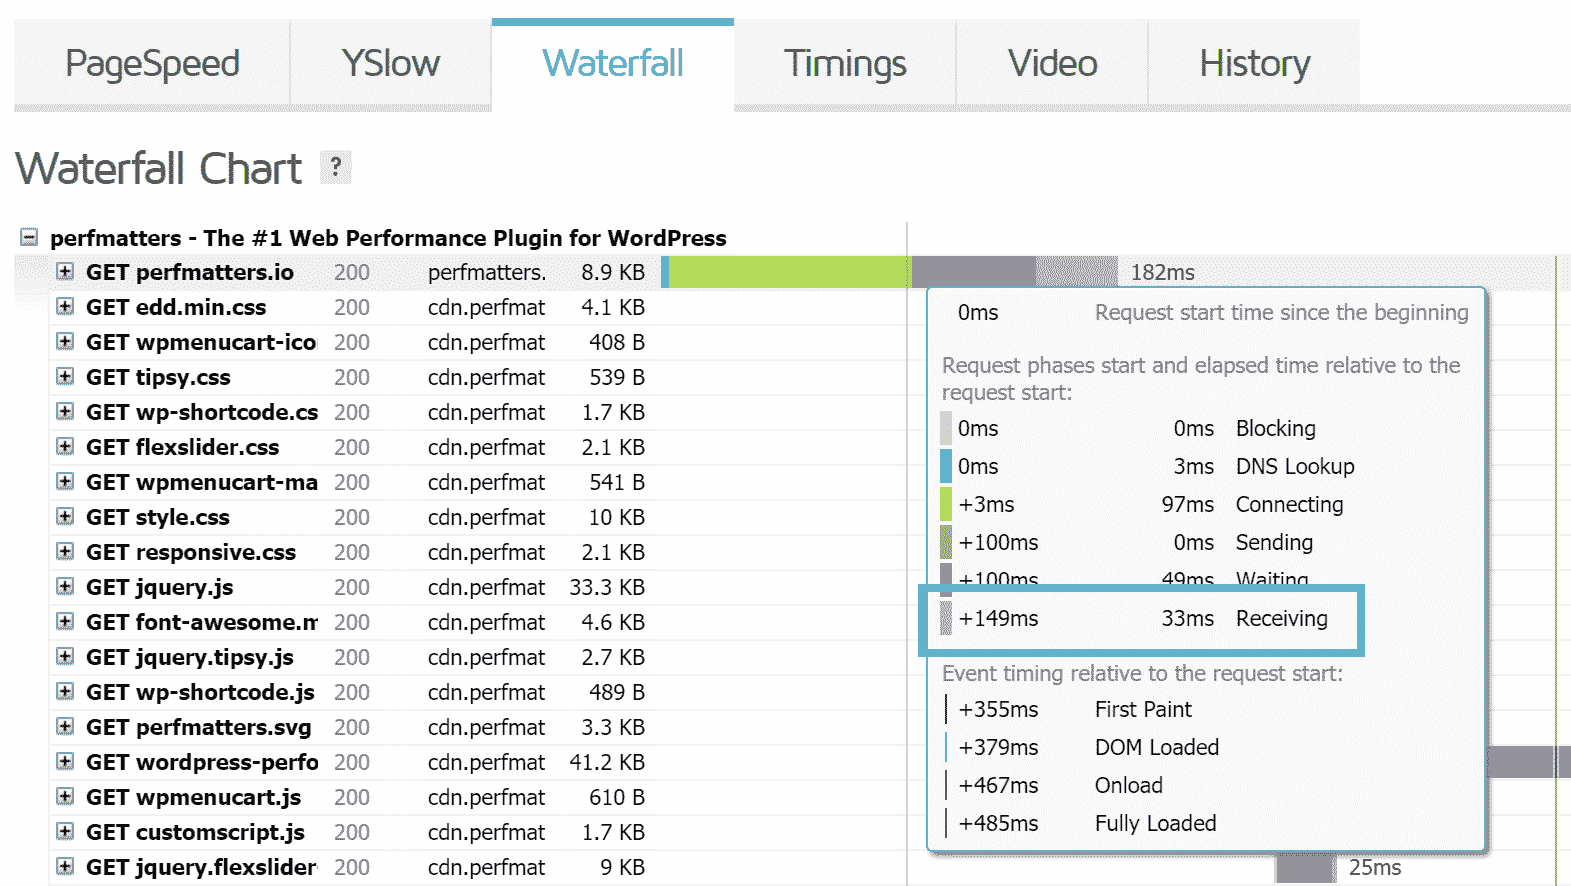 PageSpeed YSlow Waterfall Timings Video History
Waterfall Chart ?
perfmatters - The #1 Web Performance Plugin for WordPress
GET perfmatters.io 200 perfmatters. 8.9 KB 182ms
GET edd.min.css 200 cdn.perfmat 4.1 KB
GET wpmenucart-ico 200 cdn.perfmat 408 B
GET tipsy.css 200 cdn.perfmat 539 B
GET wp-shortcode.cs 200 cdn.perfmat 1.7 KB
GET flexslider.css 200 cdn.perfmat 2.1 KB
GET wpmenucart-ma 200 cdn.perfmat 541 B
GET style.css 200 cdn.perfmat 10 KB
GET responsive.css 200 cdn.perfmat 2.1 KB
GET jquery.js 200 cdn.perfmat 33.3 KB
GET font-awesome.m 200 cdn.perfmat 4.6 KB
GET jquery.tipsy.js 200 cdn.perfmat 2.7 KB
GET wp-shortcode.js 200 cdn.perfmat 489 B
GET perfmatters.svg 200 cdn.perfmat 3.3 KB
GET wordpress-perfo 200 cdn.perfmat 41.2 KB
GET wpmenucart.js 200 cdn.perfmat 610 B
GET customscript.js 200 cdn.perfmat 1.7 KB
GET jquery.flexslider 200 cdn.perfmat 9 KB 25ms
0ms Request start time since the beginning
Request phases start and elapsed time relative to the
request start:
0ms 0ms Blocking
0ms 3ms DNS Lookup
+3ms 97ms Connecting
+100ms 0ms Sending
+100ms 49ms Waiting
+149ms 33ms Receiving
Event timing relative to the request start:
+355ms First Paint
+379ms DOM Loaded
+467ms Onload
+485ms Fully Loaded